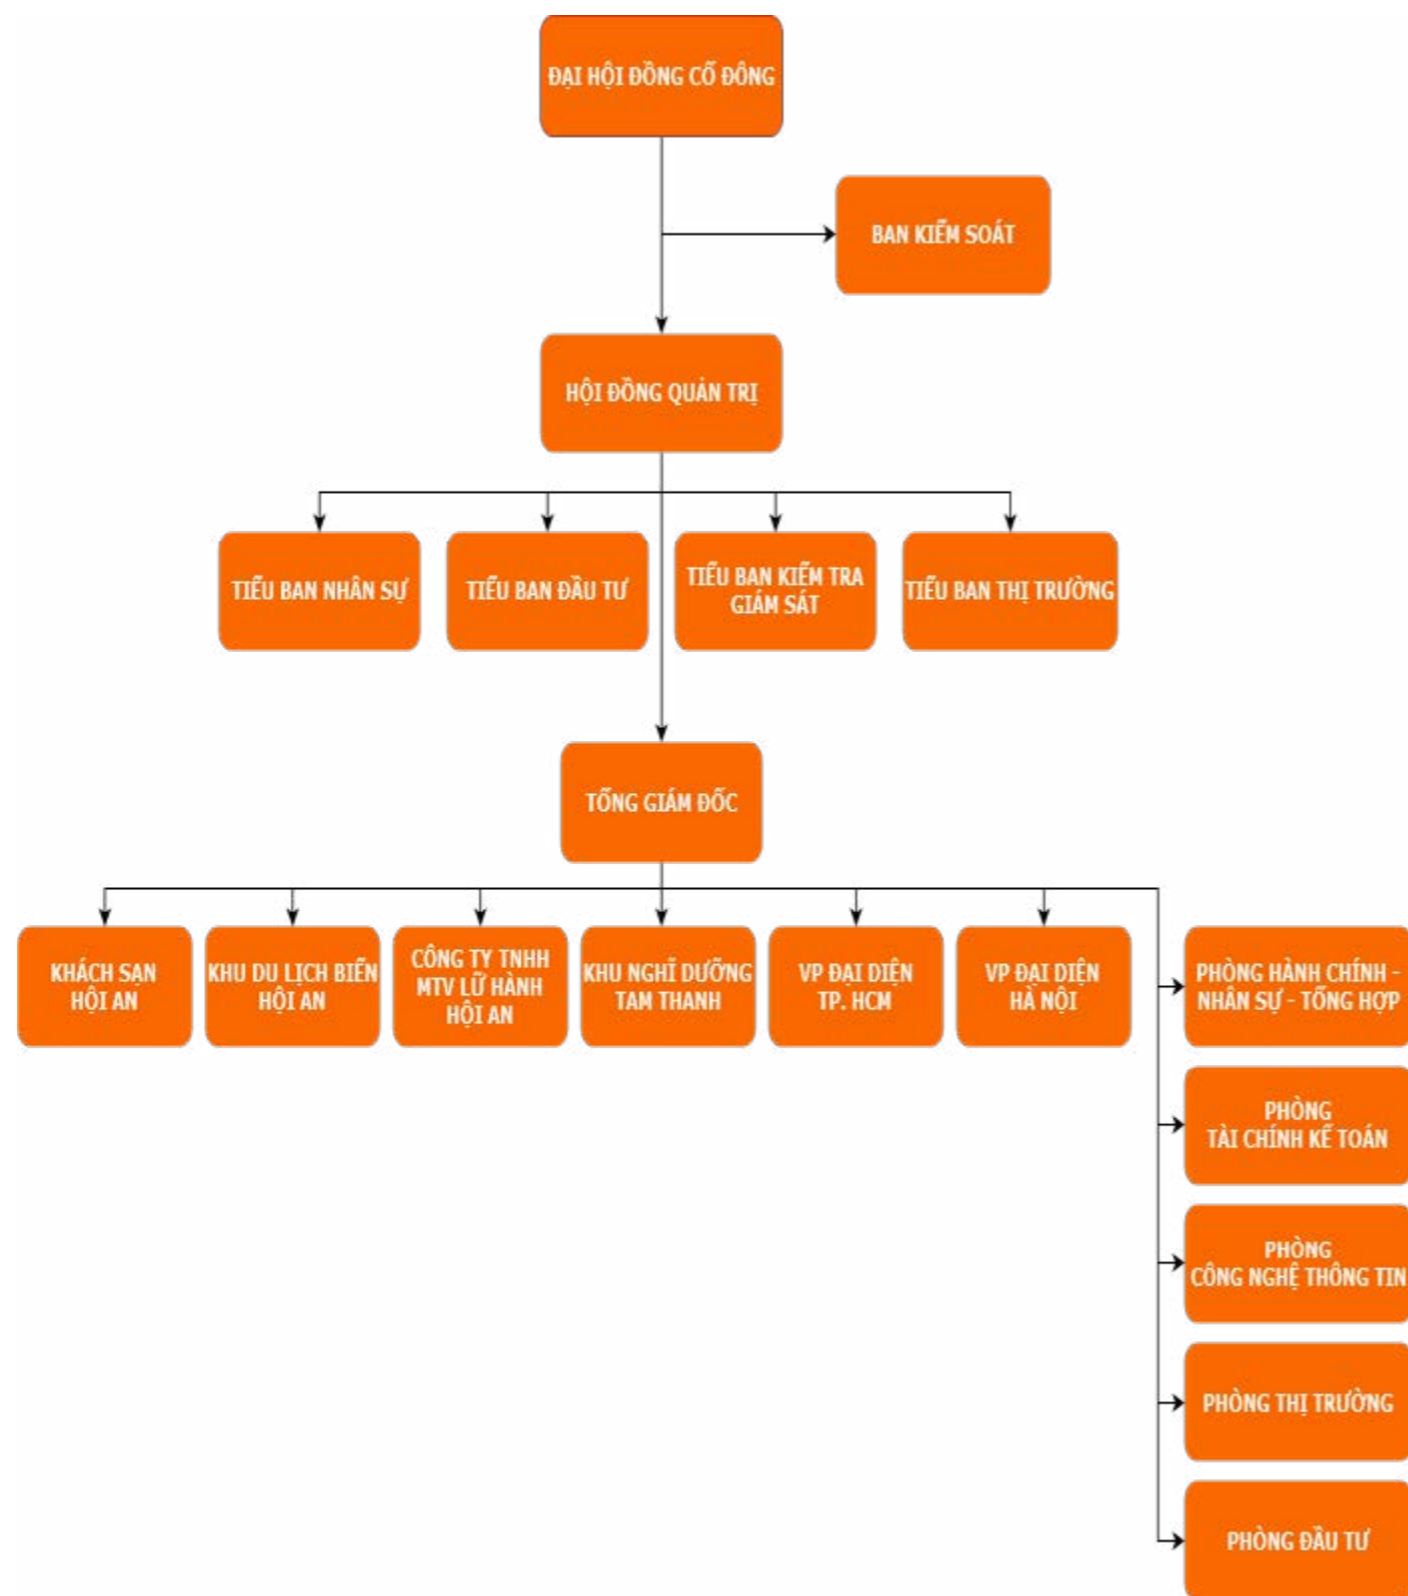 ĐẠI HỘI ĐỒNG CỔ ĐÔNG
BAN KIỂM SOÁT
HỘI ĐỒNG QUẢN TRỊ
TIỂU BAN NHÂN SỰ
TIỂU BAN ĐẦU TƯ
TIỂU BAN KIỂM TRA
GIÁM SÁT
TIỂU BAN THỊ TRƯỜNG
TỔNG GIÁM ĐỐC
KHÁCH SẠN
HỘI AN
KHU DU LỊCH BIỂN
HỘI AN
CÔNG TY TNHH
MTV LỮ HÀNH
HỘI AN
KHU NGHỈ DƯỠNG
TAM THANH
VP ĐẠI DIỆN
TP. HCM
VP ĐẠI DIỆN
HÀ NỘI
PHÒNG HÀNH CHÍNH -
NHÂN SỰ - TỔNG HỢP
PHÒNG
TÀI CHÍNH KẾ TOÁN
PHÒNG
CÔNG NGHỆ THÔNG TIN
PHÒNG THỊ TRƯỜNG
PHÒNG ĐẦU TƯ